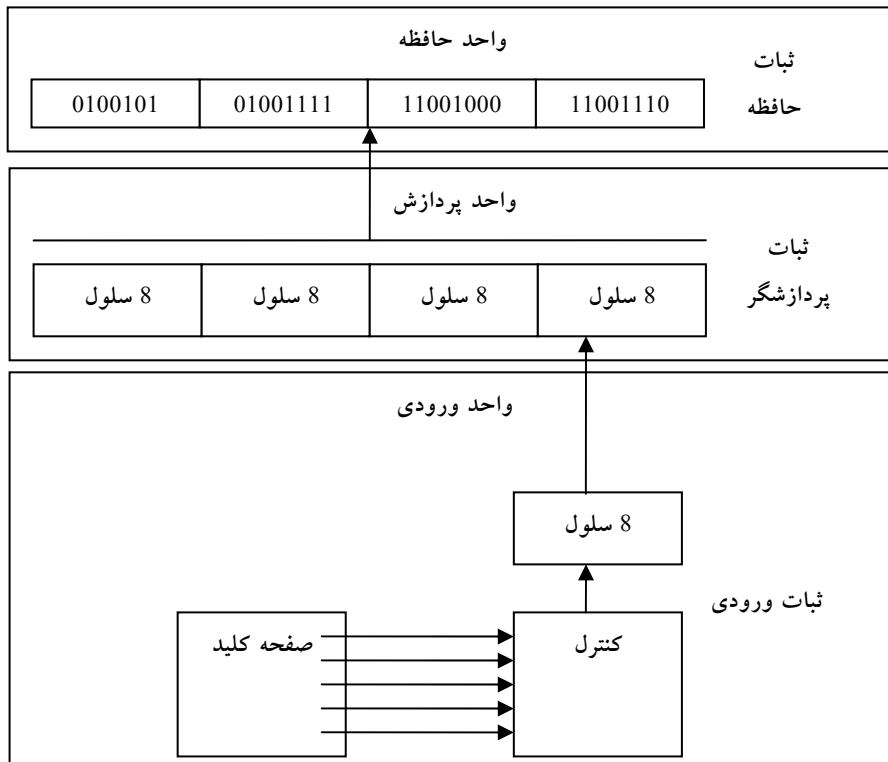 واحد حافظه
ثبات
حافظه
0100101 01001111 11001000 11001110
واحد پردازش
ثبات
پردازشگر
8 سلول 8 سلول 8 سلول 8 سلول
واحد ورودی
8 سلول
ثبات ورودی
صفحه کلید
کنترل